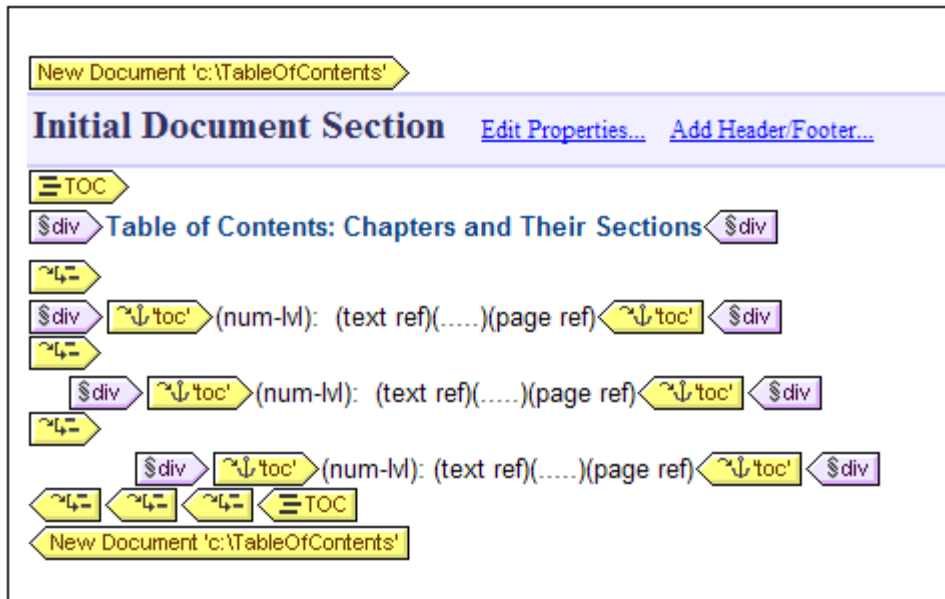 New Document 'c:\TableOfContents'
Initial Document Section Edit Properties... Add Header/Footer...
TOC
§div Table of Contents: Chapters and Their Sections §div
§div 'toc' (num-lvl): (text ref)(.....)(page ref) 'toc' §div
§div 'toc' (num-lvl): (text ref)(.....)(page ref) 'toc' §div
§div 'toc' (num-lvl): (text ref)(.....)(page ref) 'toc' §div
TOC
New Document 'c:\TableOfContents'